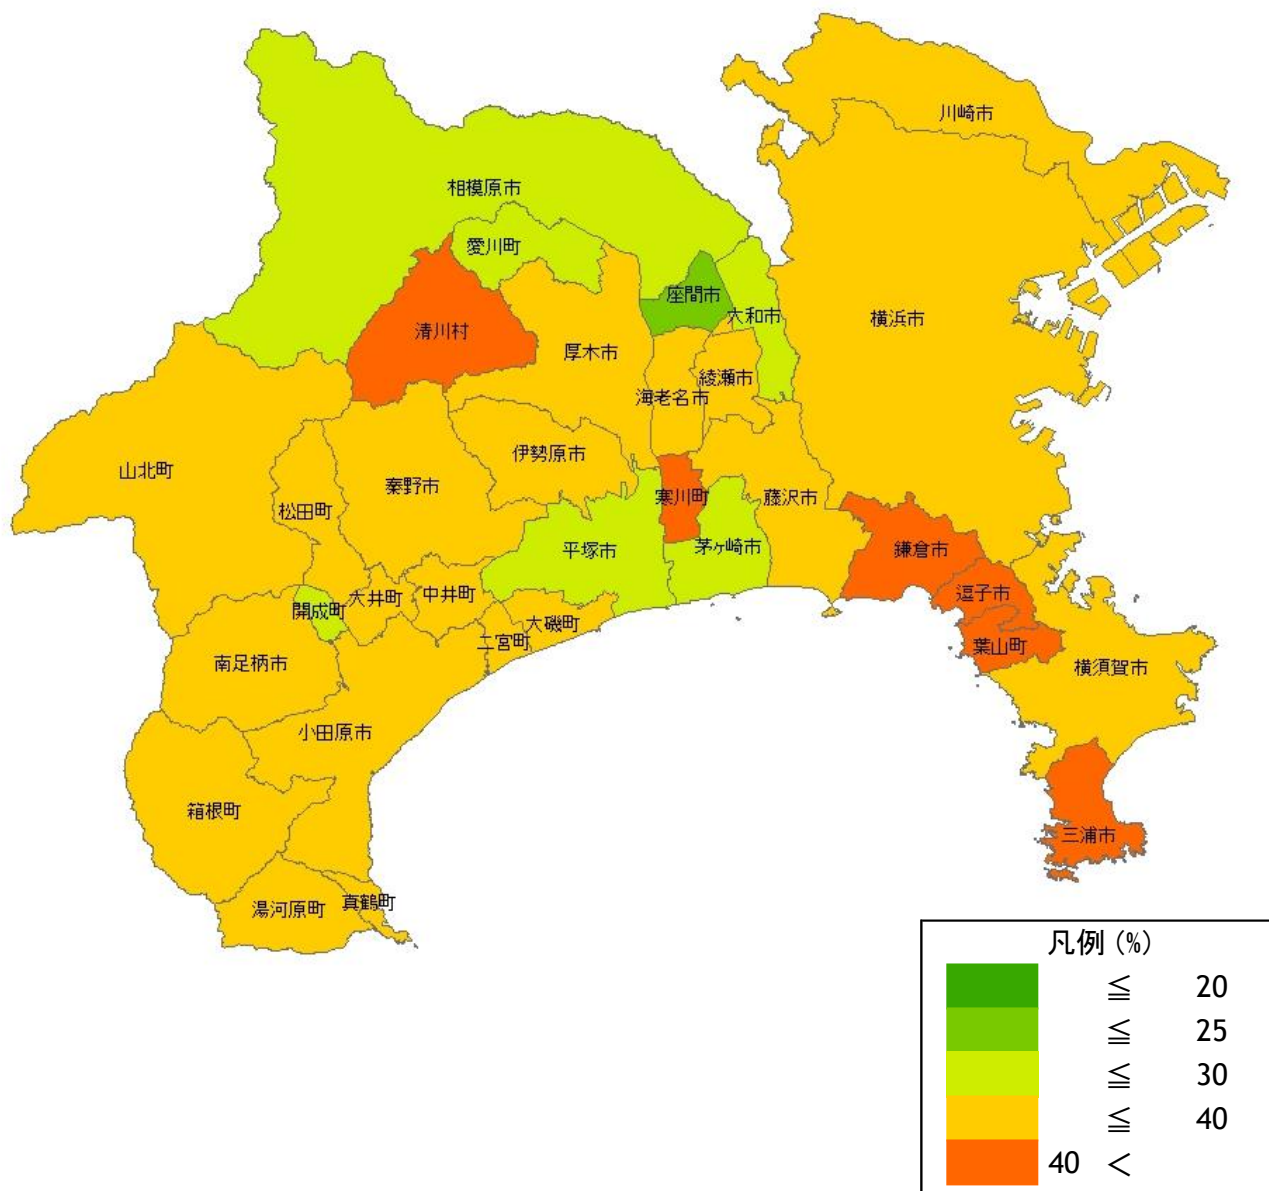 川崎市
相模原市
愛川町
座間市
大和市
横浜市
清川村
厚木市
綾瀬市
海老名市
伊勢原市
山北町
秦野市
寒川町
藤沢市
松田町
平塚市
茅ヶ崎市
鎌倉市
逗子市
開成町
大井町
中井町
大磯町
二宮町
葉山町
南足柄市
横須賀市
小田原市
箱根町
三浦市
湯河原町
真鶴町
凡例 (%)
≦ 20
≦ 25
≦ 30
≦ 40
40 <